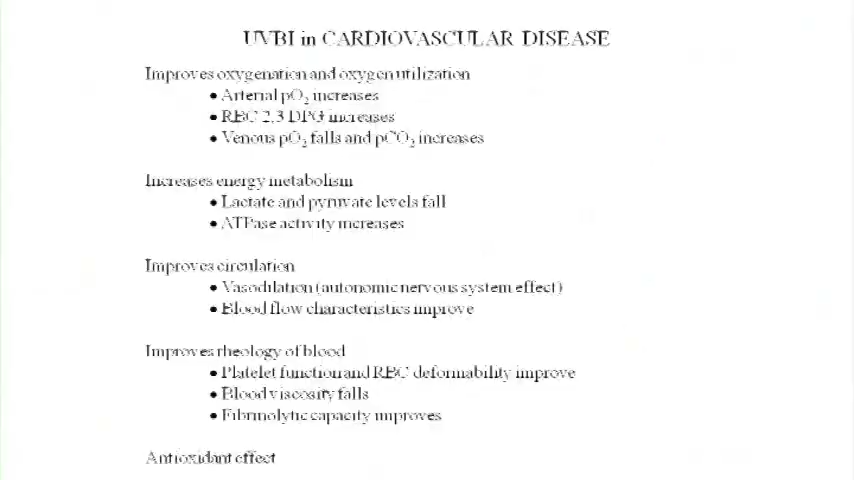 UVBI in CARDIOVASCULAR DISEASE
Improves oxygenation and oxygen utilization
• Arterial pO₂ increases
• RBC 2,3 DPG increases
• Venous pO₂ falls and pCO₂ increases
Increases energy metabolism
• Lactate and pyruvate levels fall
• ATPase activity increases
Improves circulation
• Vasodilation (autonomic nervous system effect)
• Blood flow characteristics improve
Improves rheology of blood
• Platelet function and RBC deformability improve
• Blood viscosity falls
• Fibrinolytic capacity improves
Antioxidant effect